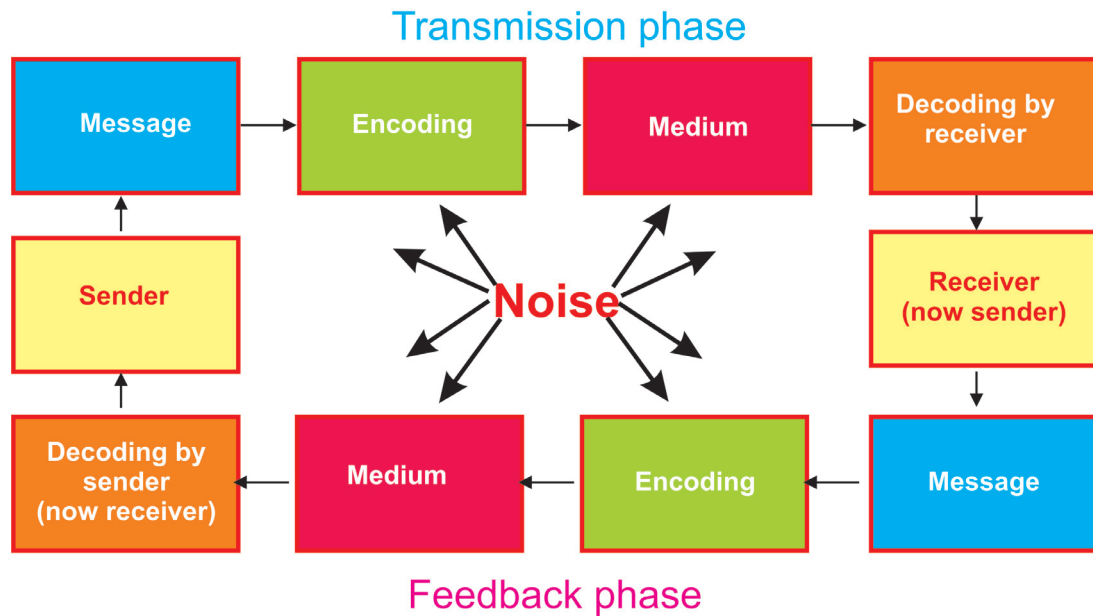 Transmission phase
Message
Encoding
Medium
Decoding by
receiver
Sender
Noise
Receiver
(now sender)
Decoding by
sender
(now receiver)
Medium
Encoding
Message
Feedback phase